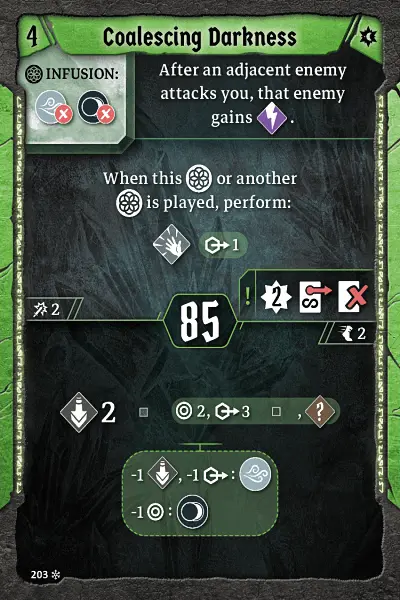 4
Coalescing Darkness
INFUSION:
After an adjacent enemy
attacks you, that enemy
gains .
When this or another
is played, perform:
1
! 2 S
2
85
2
2 2, 3 , ?
-1 , -1 :
-1 :
203